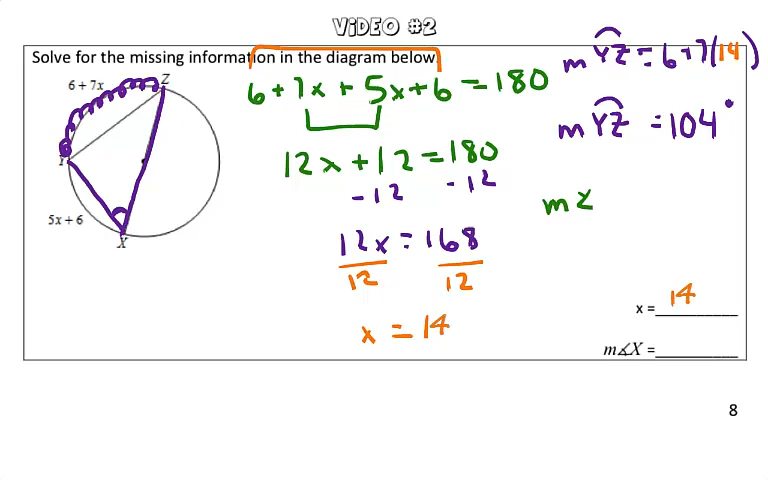 ViDEO #2
Solve for the missing information in the diagram below.
6 + 7x
Z
Y
5x + 6
X
6+7x + 5x+6 =180
12x+12=180
-12 -12
12x=168
12 12
x = 14
m YZ = 6+7(14)
m YZ = 104°
m∠
x = 14
m∡X =
8